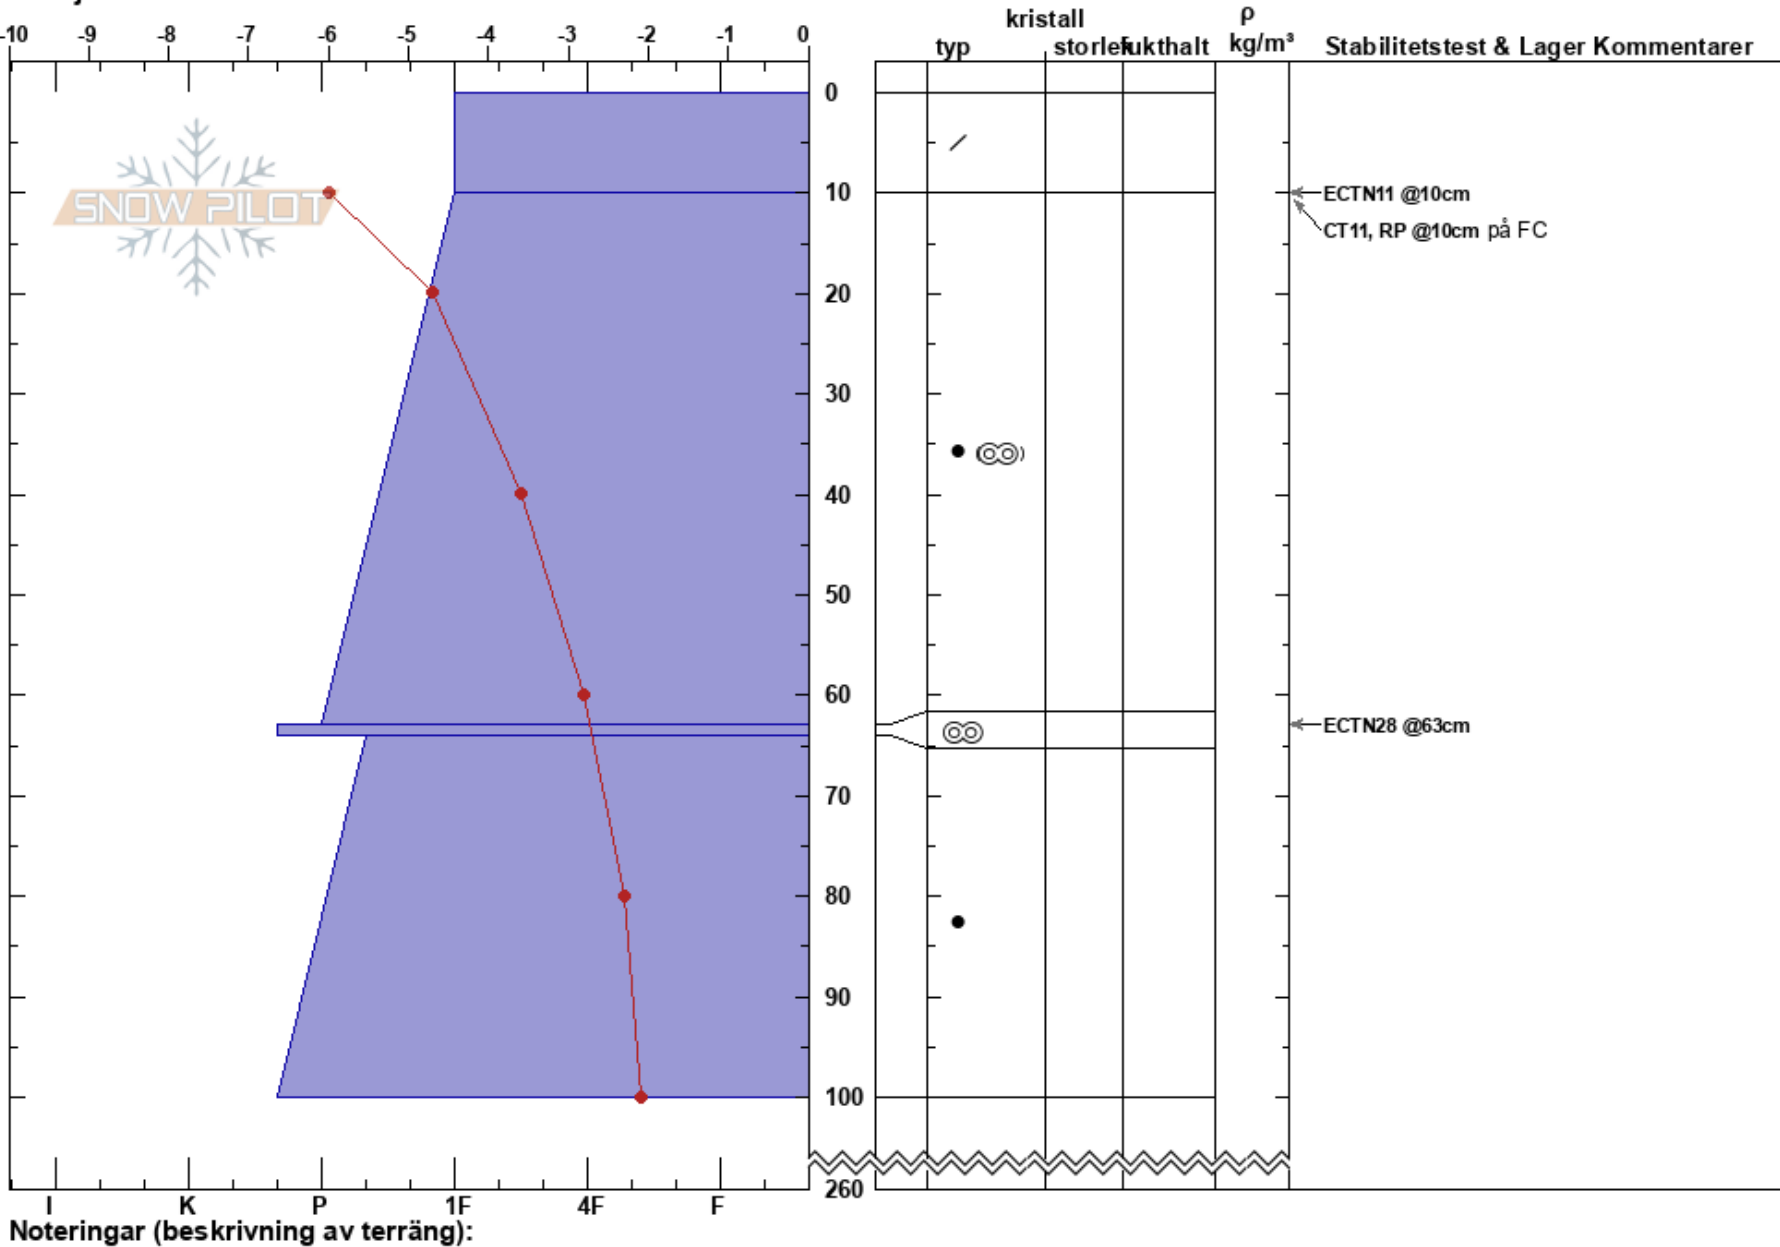 kristall
ρ
-10 -9 -8 -7 -6 -5 -4 -3 -2 -1 0
typ storlek fukthalt kg/m³ Stabilitetstest & Lager Kommentarer
0
SNOW PILOT
10
ECTN11 @10cm
CT11, RP @10cm på FC
20
30
40
50
60
ECTN28 @63cm
70
80
90
100
260
I K P 1F 4F F
Noteringar (beskrivning av terräng):